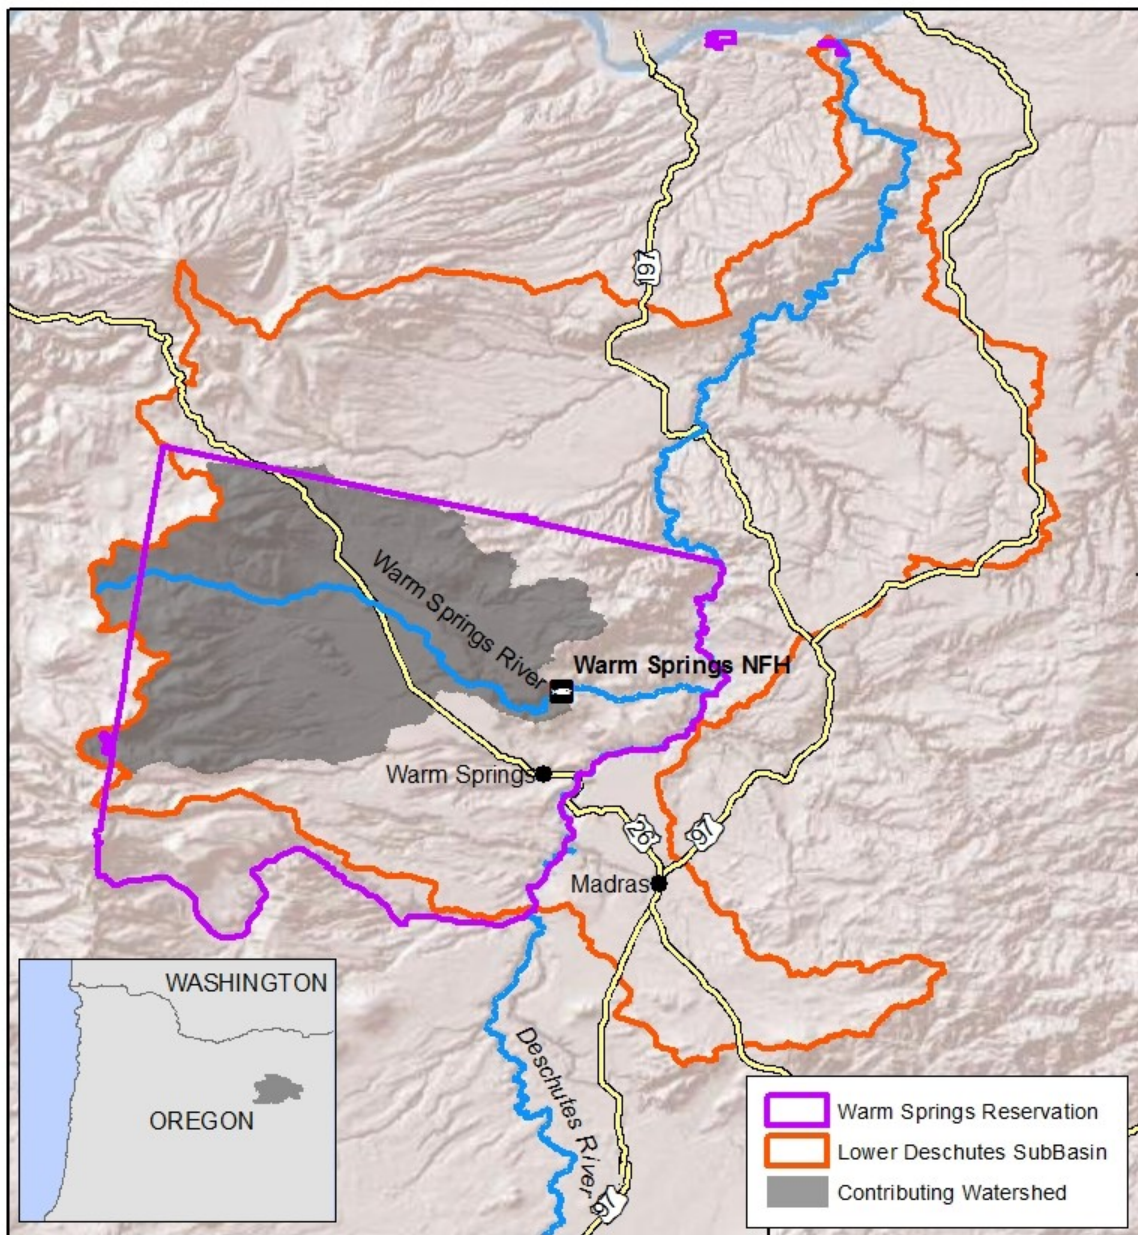 197
Warm Springs River
Warm Springs NFH
Warm Springs
26
97
Madras
WASHINGTON
OREGON
Deschutes River
97
Warm Springs Reservation
Lower Deschutes SubBasin
Contributing Watershed